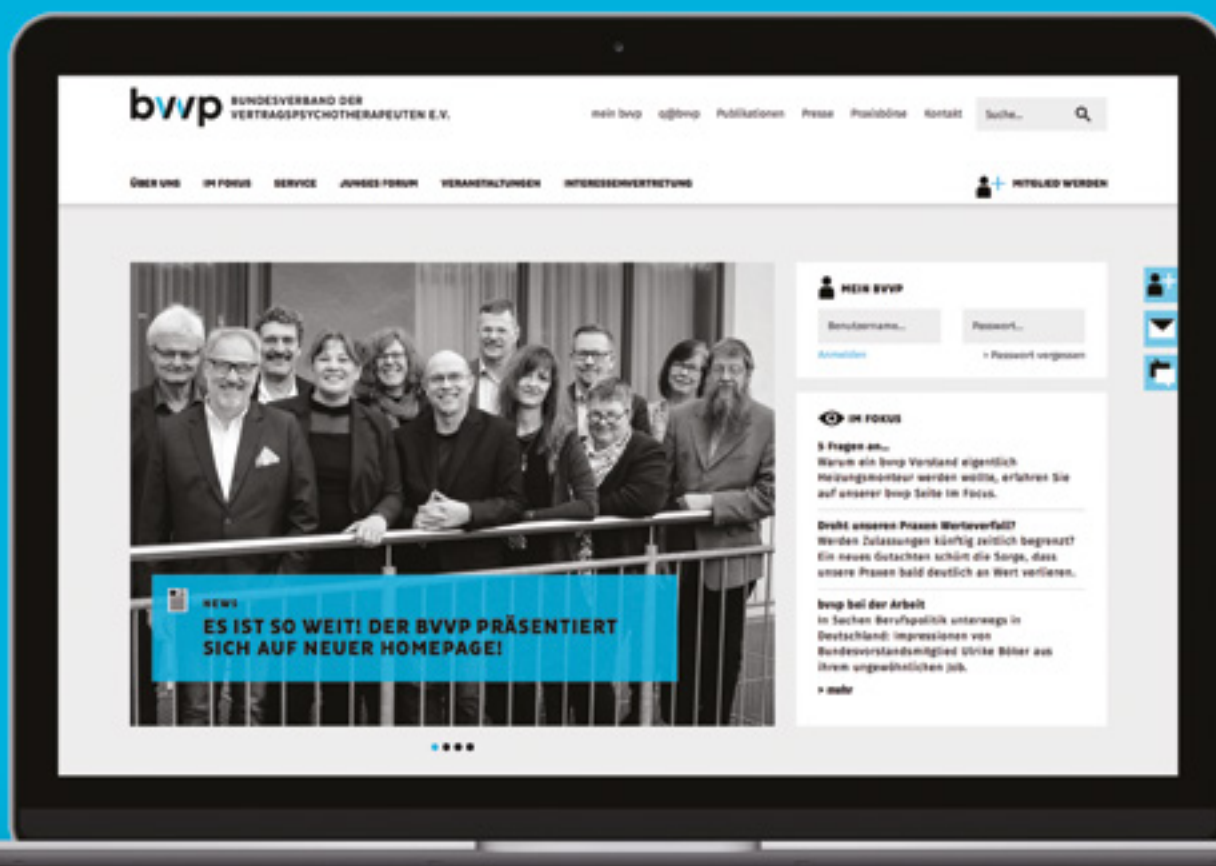 bvvp BUNDESVERBAND DER
VERTRAGSPSYCHOTHERAPEUTEN E.V.
mein bvvp q@bvvp Publikationen Presse Praxisbörse Kontakt Suche...
ÜBER UNS IM FOKUS SERVICE JUNGES FORUM VERANSTALTUNGEN INTERESSENVERTRETUNG MITGLIED WERDEN
NEWS
ES IST SO WEIT! DER BVVP PRÄSENTIERT
SICH AUF NEUER HOMEPAGE!
MEIN BVVP
Benutzername... Passwort...
Anmelden > Passwort vergessen
IM FOKUS
5 Fragen an...
Warum ein bvvp Vorstand eigentlich
Heizungsmonteur werden wollte, erfahren Sie
auf unserer bvvp Seite Im Focus.
Droht unseren Praxen Werteverfall?
Werden Zulassungen künftig zeitlich begrenzt?
Ein neues Gutachten schürt die Sorge, dass
unsere Praxen bald deutlich an Wert verlieren.
bvvp bei der Arbeit
In Sachen Berufspolitik unterwegs in
Deutschland: Impressionen von
Bundesvorstandsmitglied Ulrike Böker aus
ihrem ungewöhnlichen Job.
> mehr